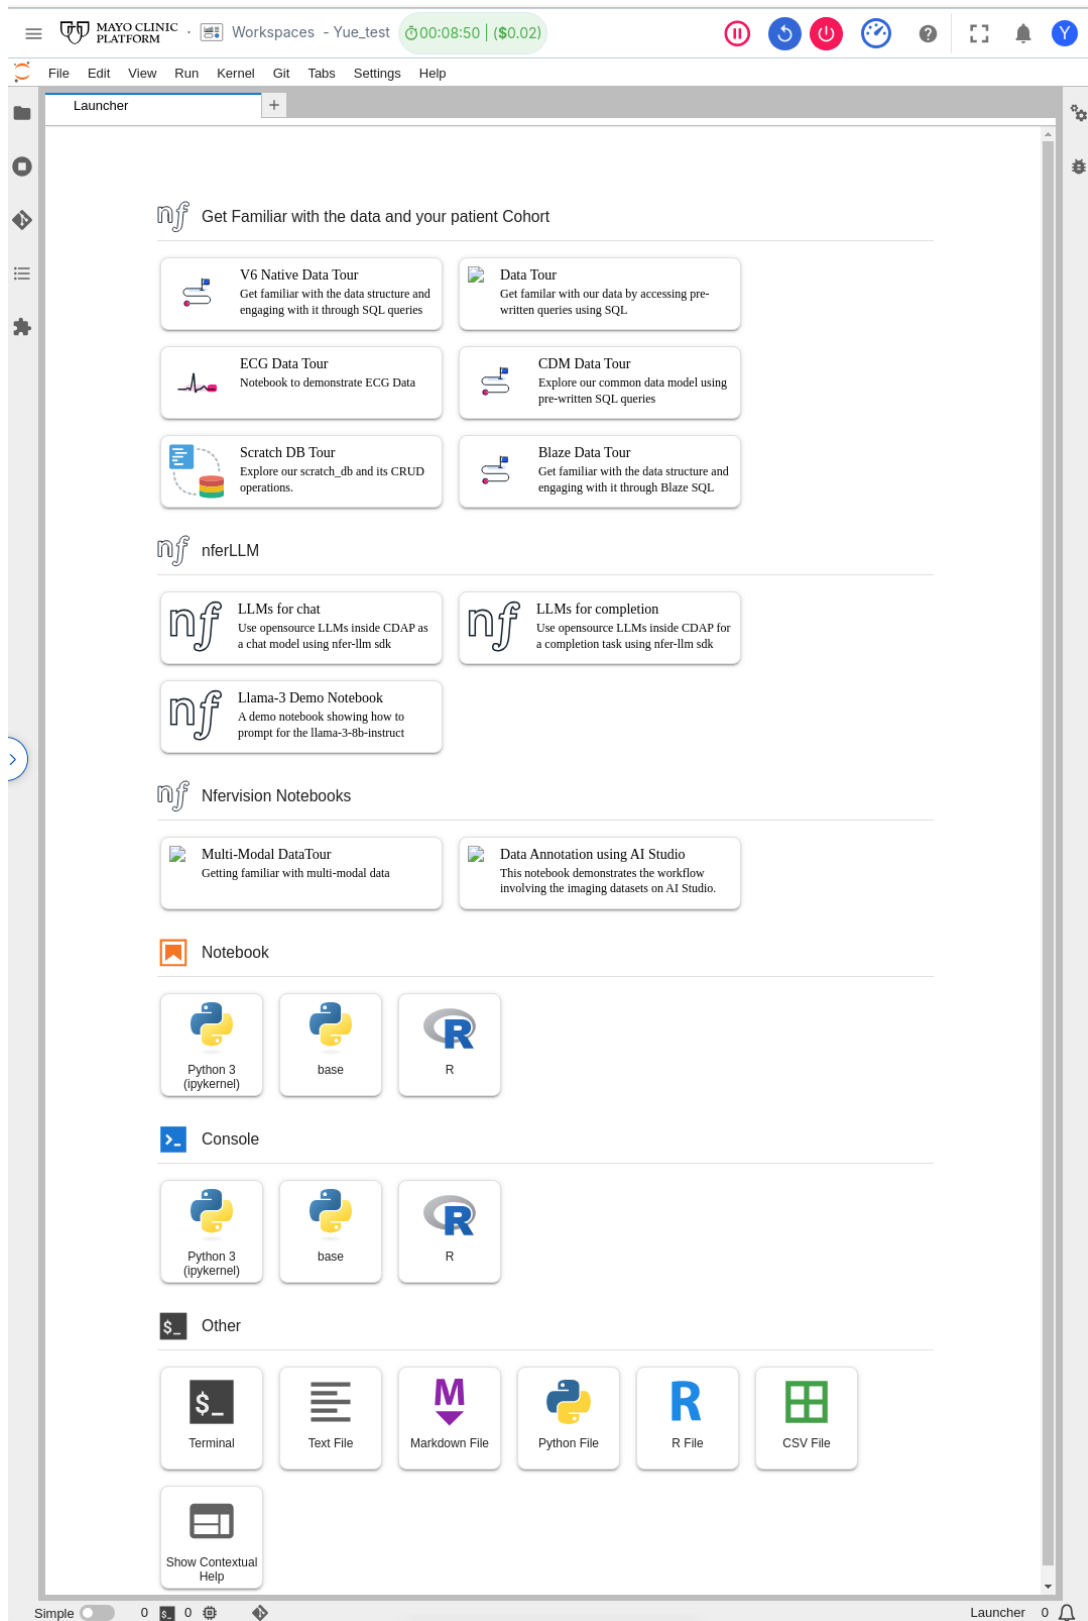 MAYO CLINIC
PLATFORM
Workspaces - Yue_test
00:08:50 | ($0.02)
Y
File Edit View Run Kernel Git Tabs Settings Help
Launcher
+
nf Get Familiar with the data and your patient Cohort
V6 Native Data Tour
Get familiar with the data structure and
engaging with it through SQL queries
Data Tour
Get familar with our data by accessing pre-
written queries using SQL
ECG Data Tour
Notebook to demonstrate ECG Data
CDM Data Tour
Explore our common data model using
pre-written SQL queries
Scratch DB Tour
Explore our scratch_db and its CRUD
operations.
Blaze Data Tour
Get familiar with the data structure and
engaging with it through Blaze SQL
nf nferLLM
nf
LLMs for chat
Use opensource LLMs inside CDAP as
a chat model using nfer-llm sdk
nf
LLMs for completion
Use opensource LLMs inside CDAP for
a completion task using nfer-llm sdk
nf
Llama-3 Demo Notebook
A demo notebook showing how to
prompt for the llama-3-8b-instruct
nf Nfervision Notebooks
Multi-Modal DataTour
Getting familiar with multi-modal data
Data Annotation using AI Studio
This notebook demonstrates the workflow
involving the imaging datasets on AI Studio.
Notebook
Python 3
(ipykernel)
base
R
R
Console
Python 3
(ipykernel)
base
R
R
$_ Other
$_
Terminal
Text File
M
Markdown File
Python File
R
R File
CSV File
Show Contextual
Help
Simple 0 $_ 0 Launcher 0